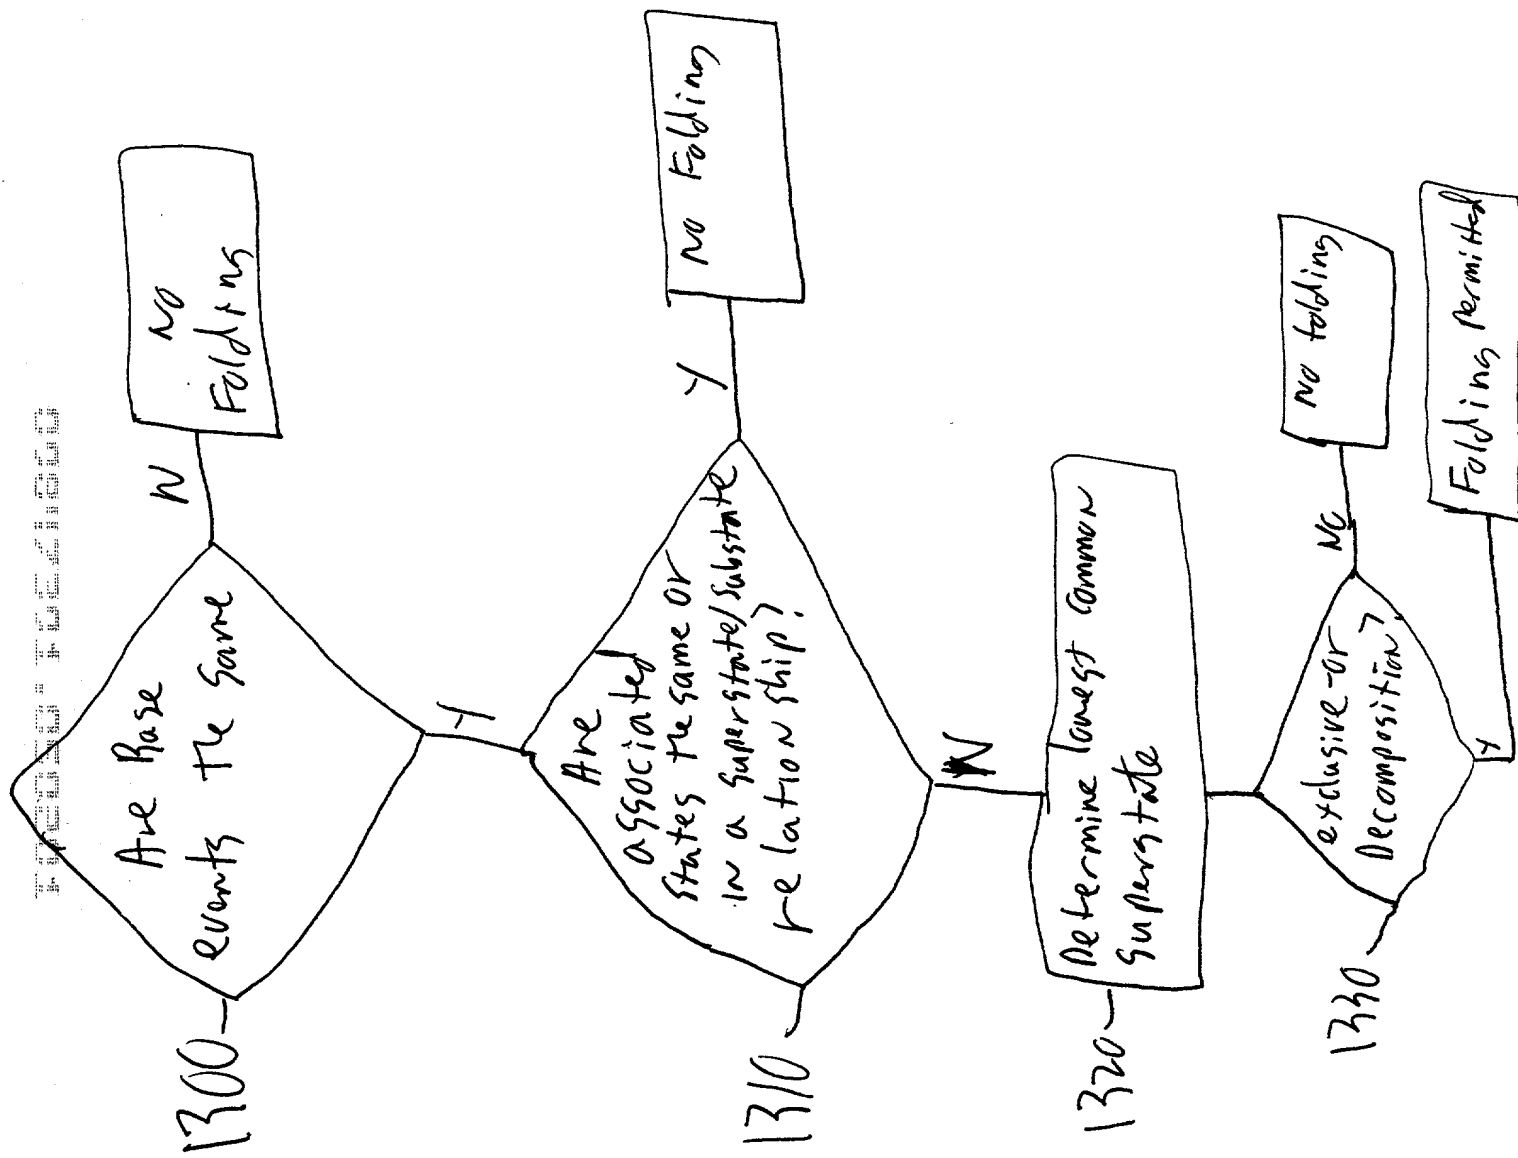 1300
Are Base
events the same
N
No
Folding
Y
1310
Are
associated
states the same or
in a superstate/substate
relationship?
Y
No Folding
N
1320
Determine lowest common
superstate
1330
exclusive-or
Decomposition?
No
No folding
Y
Folding permitted